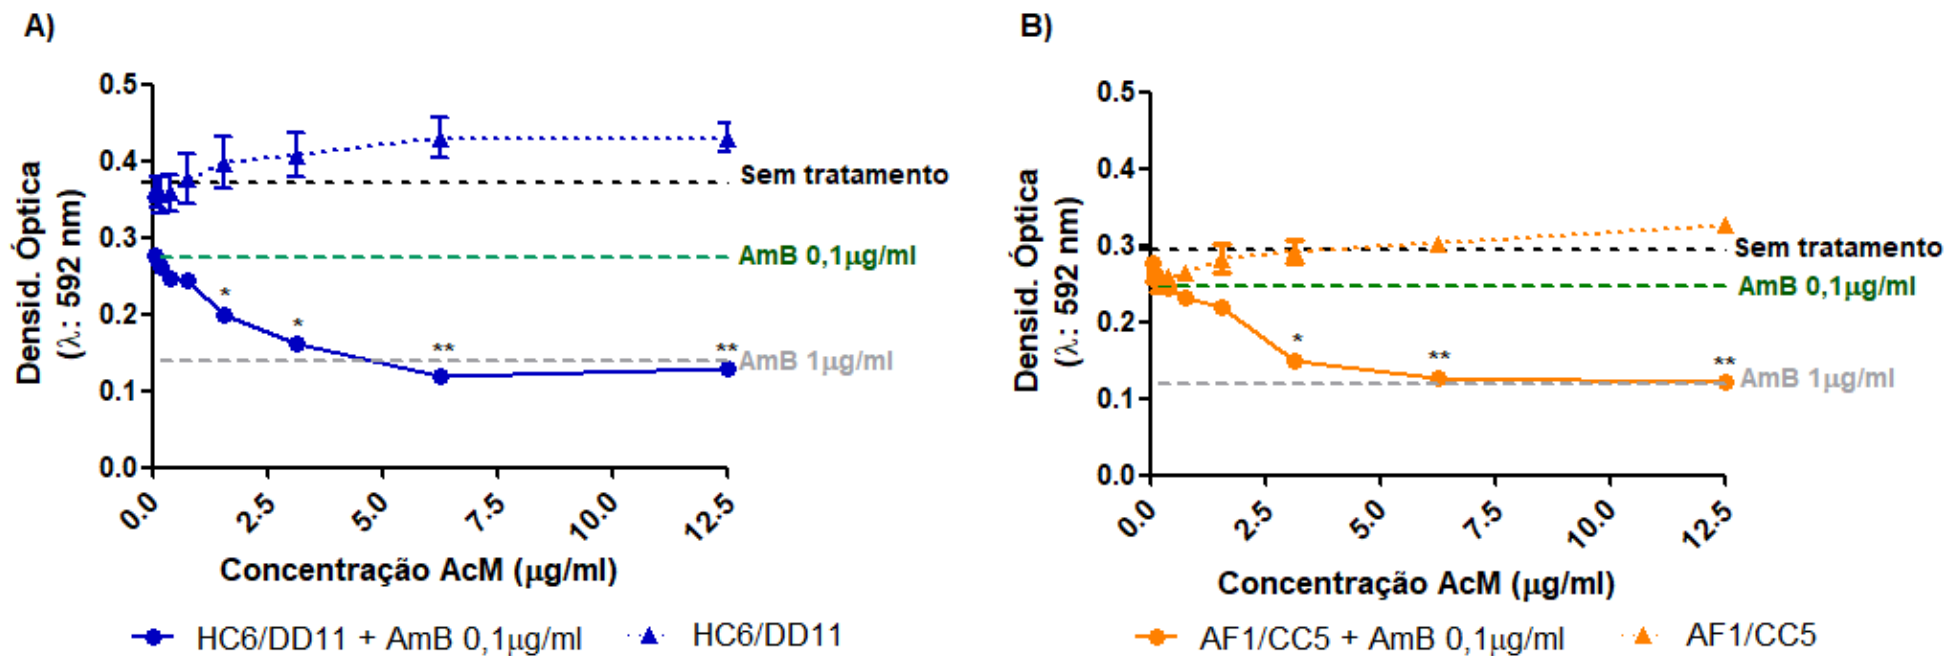 A)
0.5
0.4
0.3
0.2
0.1
0.0
Densid. Óptica
(λ: 592 nm)
Sem tratamento
AmB 0,1µg/ml
*
*
**
**
AmB 1µg/ml
0.0
2.5
5.0
7.5
10.0
12.5
Concentração AcM (µg/ml)
HC6/DD11 + AmB 0,1µg/ml
HC6/DD11
B)
0.5
0.4
0.3
0.2
0.1
0.0
Densid. Óptica
(λ: 592 nm)
Sem tratamento
AmB 0,1µg/ml
*
**
**
AmB 1µg/ml
0.0
2.5
5.0
7.5
10.0
12.5
Concentração AcM (µg/ml)
AF1/CC5 + AmB 0,1µg/ml
AF1/CC5